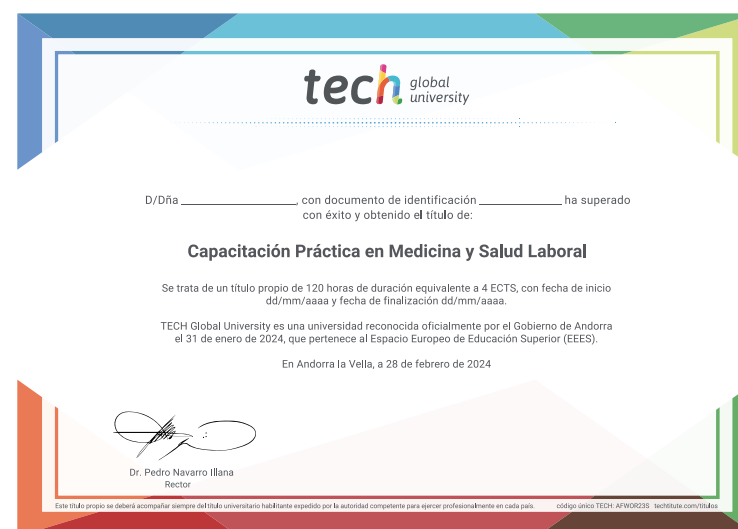 tech global university
D/Dña ____________________, con documento de identificación ______________ ha superado
con éxito y obtenido el título de:
Capacitación Práctica en Medicina y Salud Laboral
Se trata de un título propio de 120 horas de duración equivalente a 4 ECTS, con fecha de inicio
dd/mm/aaaa y fecha de finalización dd/mm/aaaa.
TECH Global University es una universidad reconocida oficialmente por el Gobierno de Andorra
el 31 de enero de 2024, que pertenece al Espacio Europeo de Educación Superior (EEES).
En Andorra la Vella, a 28 de febrero de 2024
Dr. Pedro Navarro Illana
Rector
Este título propio se deberá acompañar siempre del título universitario habilitante expedido por la autoridad competente para ejercer profesionalmente en cada país. código único TECH: AFWOR23S techtitute.com/titulos